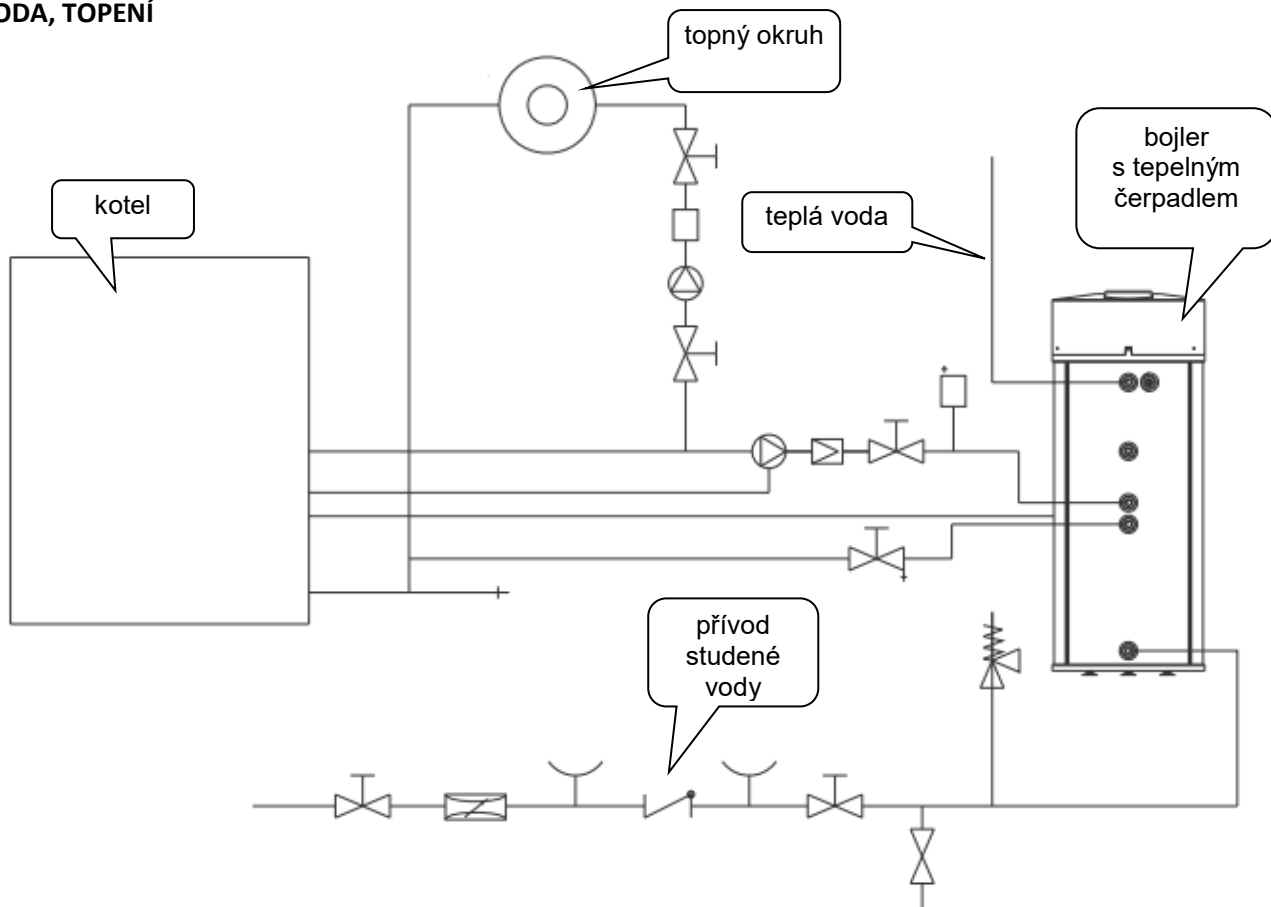 ODA, TOPENÍ
topný okruh
bojler
s tepelným
čerpadlem
kotel
teplá voda
přívod
studené
vody